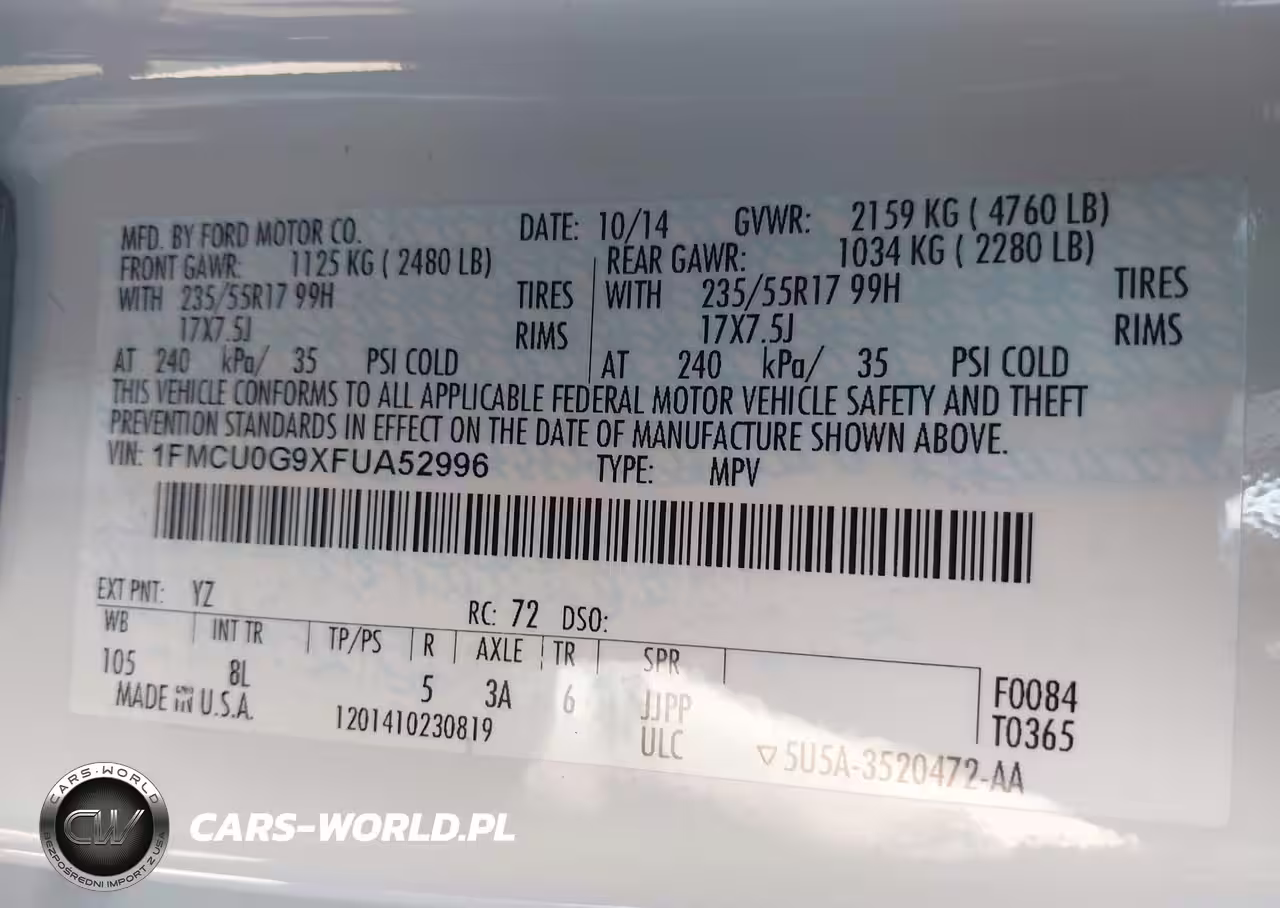 MFD. BY FORD MOTOR CO. DATE: 10/14 GVWR: 2159 KG ( 4760 LB)
FRONT GAWR: 1125 KG ( 2480 LB) REAR GAWR: 1034 KG ( 2280 LB)
WITH 235/55R17 99H TIRES WITH 235/55R17 99H TIRES
17X7.5J RIMS 17X7.5J RIMS
AT 240 kPa/ 35 PSI COLD AT 240 kPa/ 35 PSI COLD
THIS VEHICLE CONFORMS TO ALL APPLICABLE FEDERAL MOTOR VEHICLE SAFETY AND THEFT
PREVENTION STANDARDS IN EFFECT ON THE DATE OF MANUFACTURE SHOWN ABOVE.
VIN: 1FMCU0G9XFUA52996 TYPE: MPV
EXT PNT: YZ RC: 72 DSO:
WB INT TR TP/PS R AXLE TR SPR
105 8L 5 3A 6 JJPP F0084
MADE IN U.S.A. 1201410230819 ULC T0365
▽5U5A-3520472-AA
CARS-WORLD
CW
BEZPOŚREDNI IMPORT Z USA
CARS-WORLD.PL